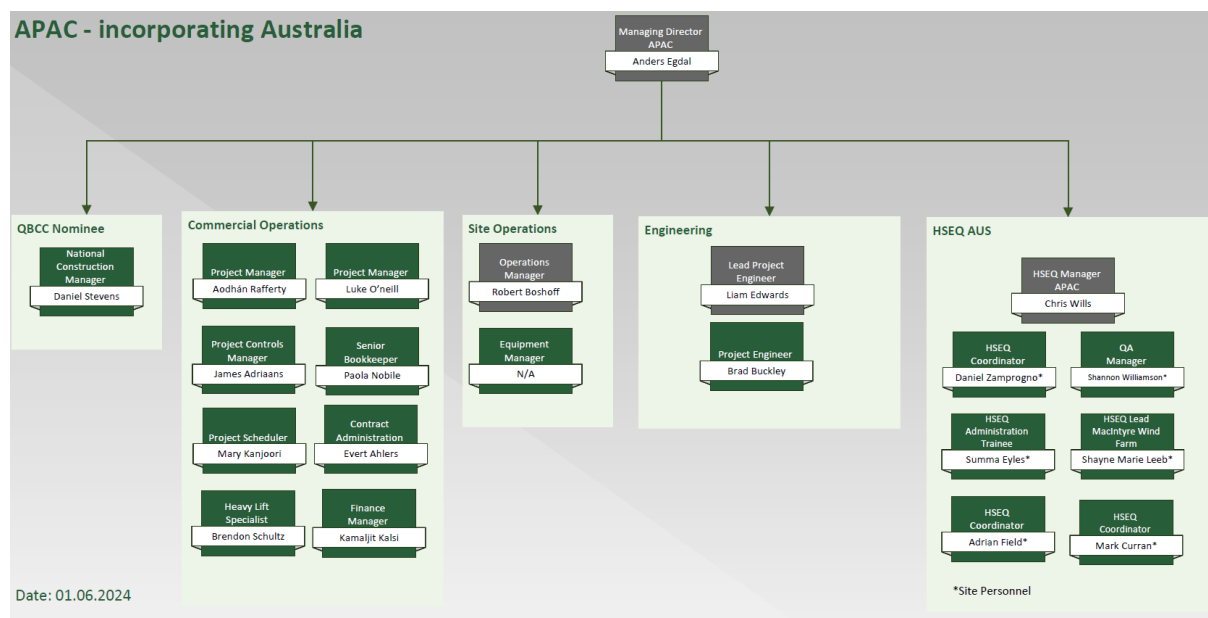 APAC - incorporating Australia
Managing Director
APAC
Anders Egdal
QBCC Nominee
National
Construction
Manager
Daniel Stevens
Commercial Operations
Project Manager
Aodhán Rafferty
Project Manager
Luke O’neill
Project Controls
Manager
James Adriaans
Senior
Bookkeeper
Paola Nobile
Project Scheduler
Mary Kanjoori
Contract
Administration
Evert Ahlers
Heavy Lift
Specialist
Brendon Schultz
Finance
Manager
Kamaljit Kalsi
Site Operations
Operations
Manager
Robert Boshoff
Equipment
Manager
N/A
Engineering
Lead Project
Engineer
Liam Edwards
Project Engineer
Brad Buckley
HSEQ AUS
HSEQ Manager
APAC
Chris Wills
HSEQ
Coordinator
Daniel Zamprogno*
QA
Manager
Shannon Williamson*
HSEQ
Administration
Trainee
Summa Eyles*
HSEQ Lead
MacIntyre Wind
Farm
Shayne Marie Leeb*
HSEQ
Coordinator
Adrian Field*
HSEQ
Coordinator
Mark Curran*
*Site Personnel
Date: 01.06.2024